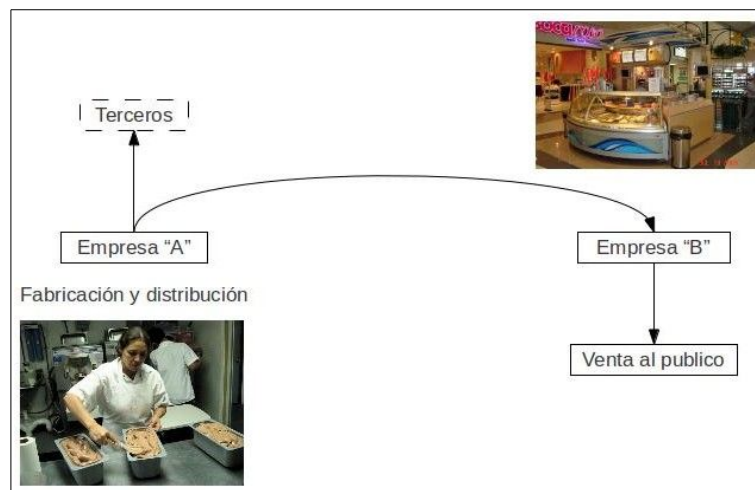 Terceros
Empresa “A”
Empresa “B”
Fabricación y distribución
Venta al publico